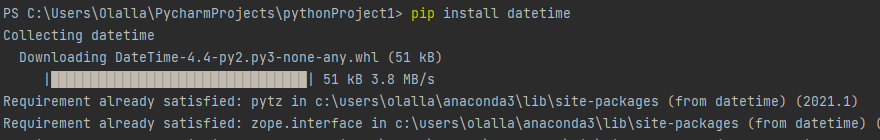 PS C:\Users\Olalla\PycharmProjects\pythonProject1> pip install datetime
Collecting datetime
  Downloading DateTime-4.4-py2.py3-none-any.whl (51 kB)
     |████████████████████████████████| 51 kB 3.8 MB/s
Requirement already satisfied: pytz in c:\users\olalla\anaconda3\lib\site-packages (from datetime) (2021.1)
Requirement already satisfied: zope.interface in c:\users\olalla\anaconda3\lib\site-packages (from datetime) (